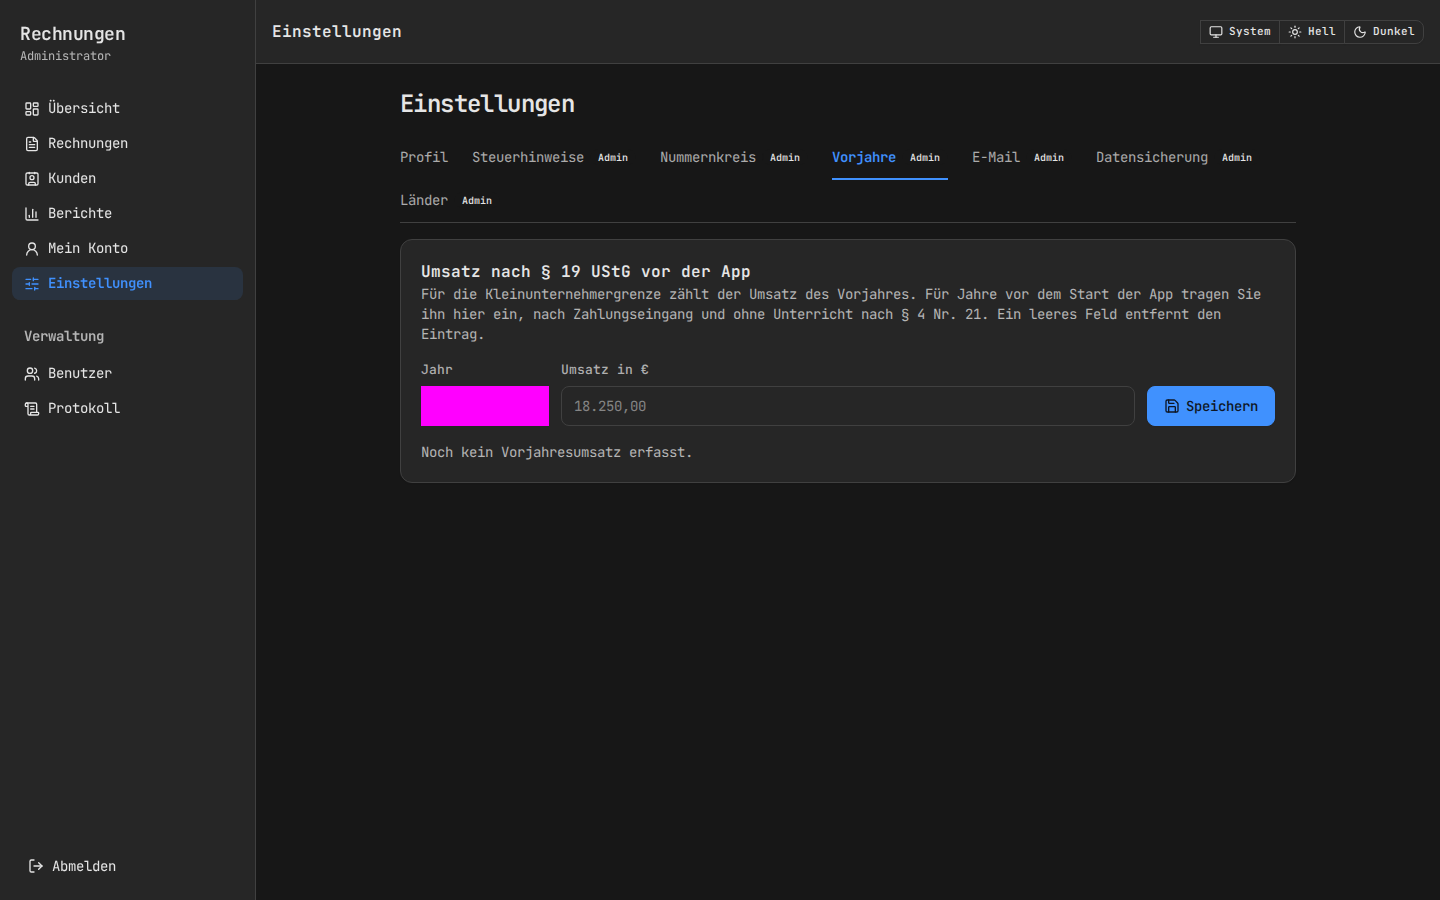 Rechnungen
Administrator
Übersicht
Rechnungen
Kunden
Berichte
Mein Konto
Einstellungen
Verwaltung
Benutzer
Protokoll
Abmelden
Einstellungen
System Hell Dunkel
Einstellungen
Profil Steuerhinweise Admin Nummernkreis Admin Vorjahre Admin E-Mail Admin Datensicherung Admin
Länder Admin
Umsatz nach § 19 UStG vor der App
Für die Kleinunternehmergrenze zählt der Umsatz des Vorjahres. Für Jahre vor dem Start der App tragen Sie
ihn hier ein, nach Zahlungseingang und ohne Unterricht nach § 4 Nr. 21. Ein leeres Feld entfernt den
Eintrag.
Jahr Umsatz in €
18.250,00 Speichern
Noch kein Vorjahresumsatz erfasst.